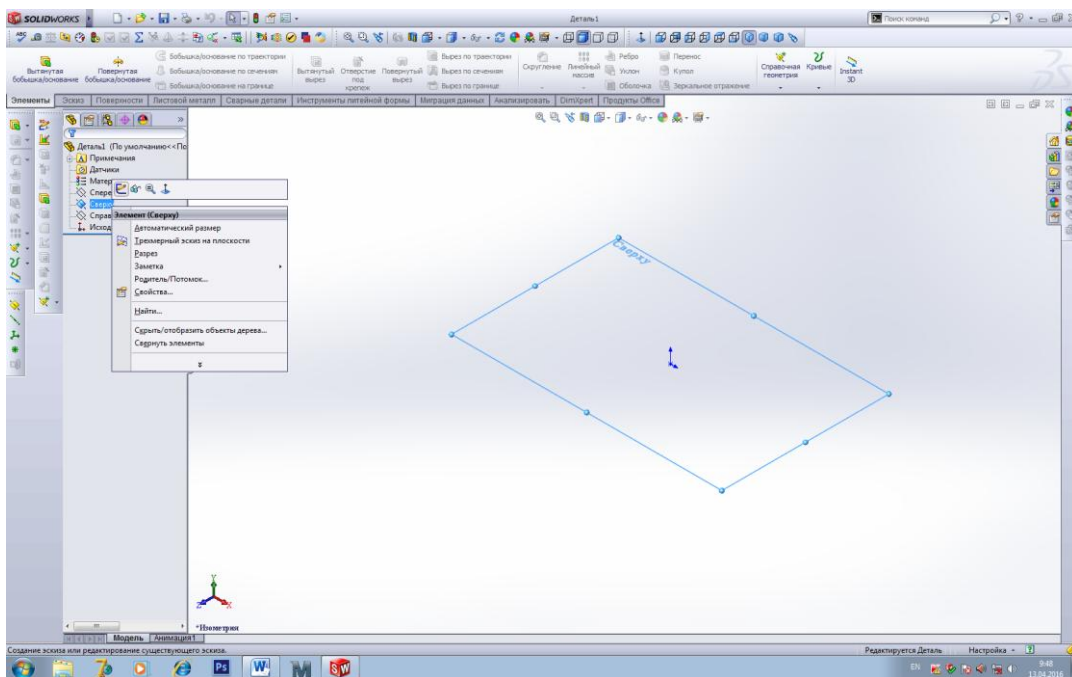 SOLIDWORKS
Деталь1
Поиск команд
Вытянутая бобышка/основание
Повернутая бобышка/основание
Бобышка/основание по траектории
Бобышка/основание по сечениям
Бобышка/основание на границе
Вытянутый вырез
Отверстие под крепеж
Повернутый вырез
Вырез по траектории
Вырез по сечениям
Вырез по границе
Скругление
Линейный массив
Ребро
Уклон
Оболочка
Перенос
Купол
Зеркальное отражение
Справочная геометрия
Кривые
Instant 3D
Элементы Эскиз Поверхности Листовой металл Сварные детали Инструменты литейной формы Миграция данных Анализировать DimXpert Продукты Office
Деталь1 (По умолчанию<<По
Примечания
Датчики
Матер
Спере
Сверху
Справ
Исход
Элемент (Сверху)
Автоматический размер
Трехмерный эскиз на плоскости
Разрез
Заметка
Родитель/Потомок...
Свойства...
Найти...
Скрыть/отобразить объекты дерева...
Свернуть элементы
Сверху
Y
Z
X
*Изометрия
Модель Анимация1
Создание эскиза или редактирование существующего эскиза.
Редактируется Деталь
Настройка
EN
9:48
13.04.2016